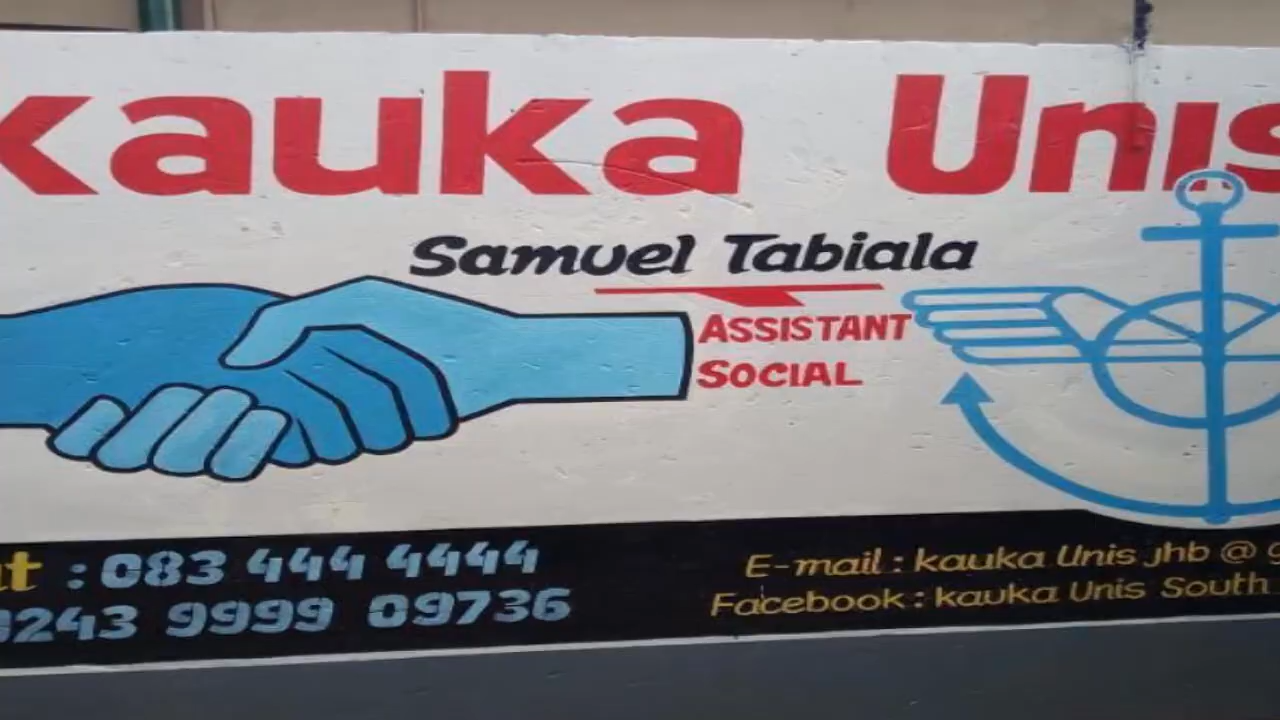 kauka Unis
Samuel Tabiala
ASSISTANT
SOCIAL
: 083 444 4444
0243 9999 09736
E-mail : kauka Unis jhb @ g
Facebook : kauka Unis South